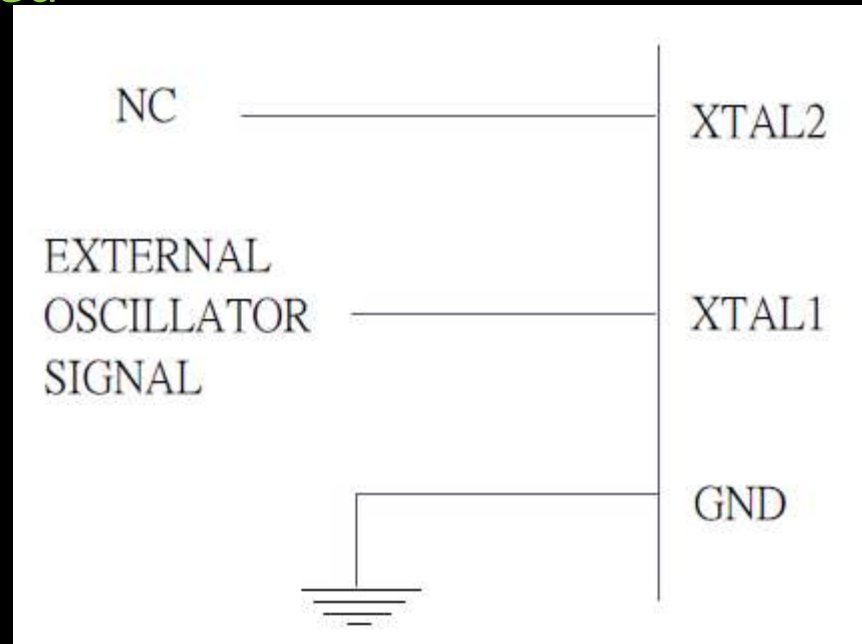 NC
XTAL2
EXTERNAL
OSCILLATOR
SIGNAL
XTAL1
GND